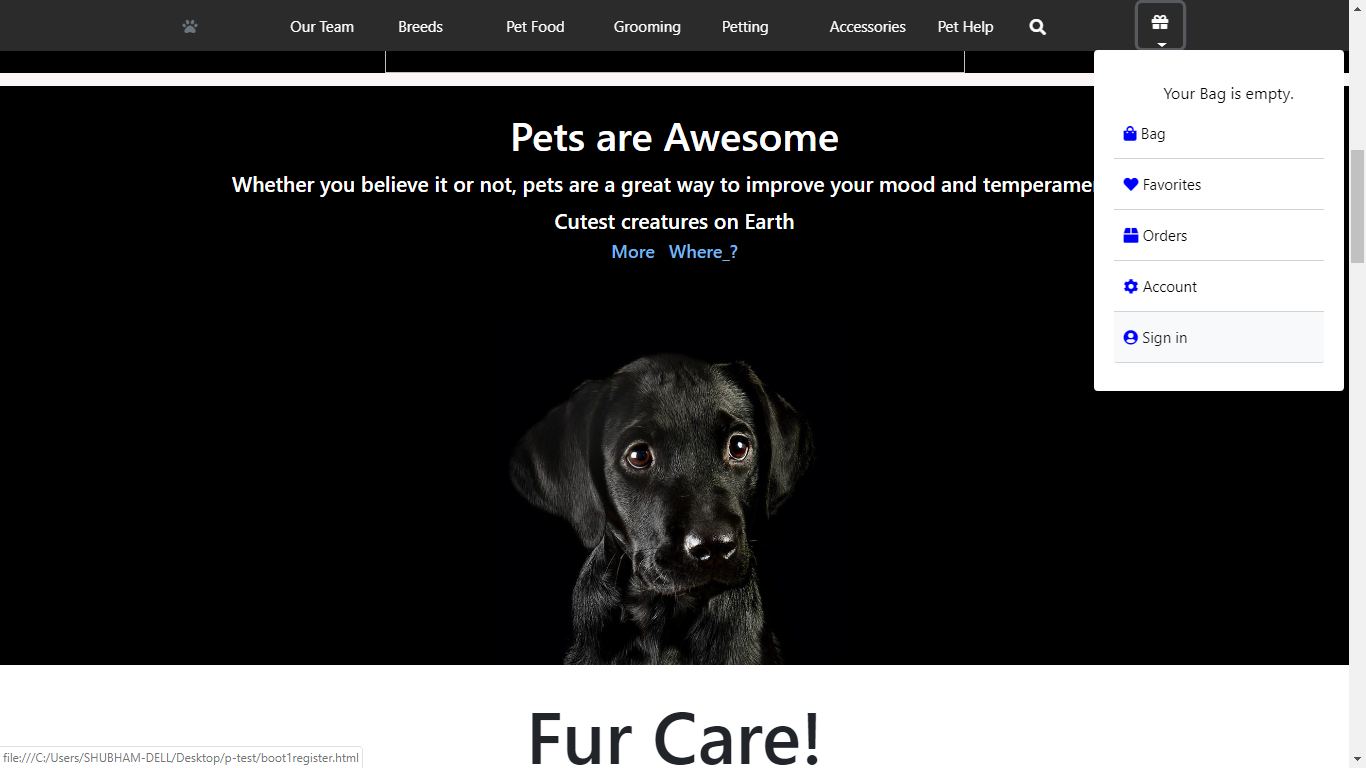 Our Team Breeds Pet Food Grooming Petting Accessories Pet Help
Your Bag is empty.
Bag
Favorites
Orders
Account
Sign in
Pets are Awesome
Whether you believe it or not, pets are a great way to improve your mood and
Cutest creatures on Earth
More Where_?
Fur Care!
file:///C:/Users/SHUBHAM-DELL/Desktop/p-test/boot1register.html